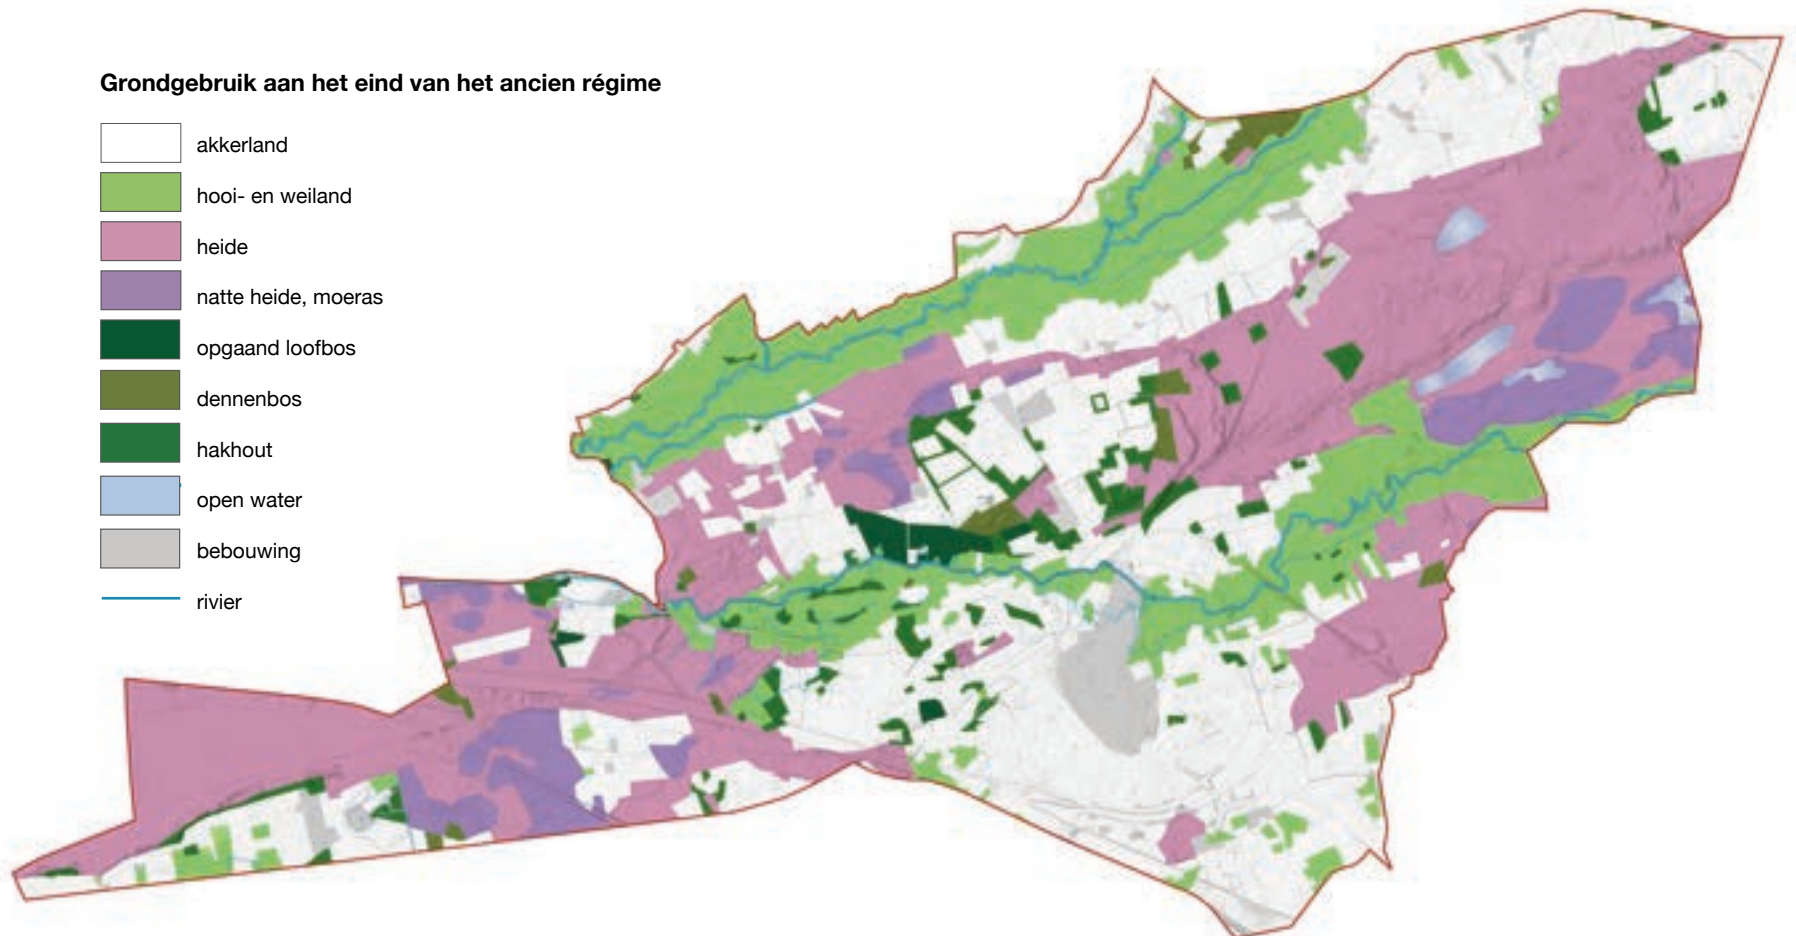 Grondgebruik aan het eind van het ancien régime
akkerland
hooi- en weiland
heide
natte heide, moeras
opgaand loofbos
dennenbos
hakhout
open water
bebouwing
rivier